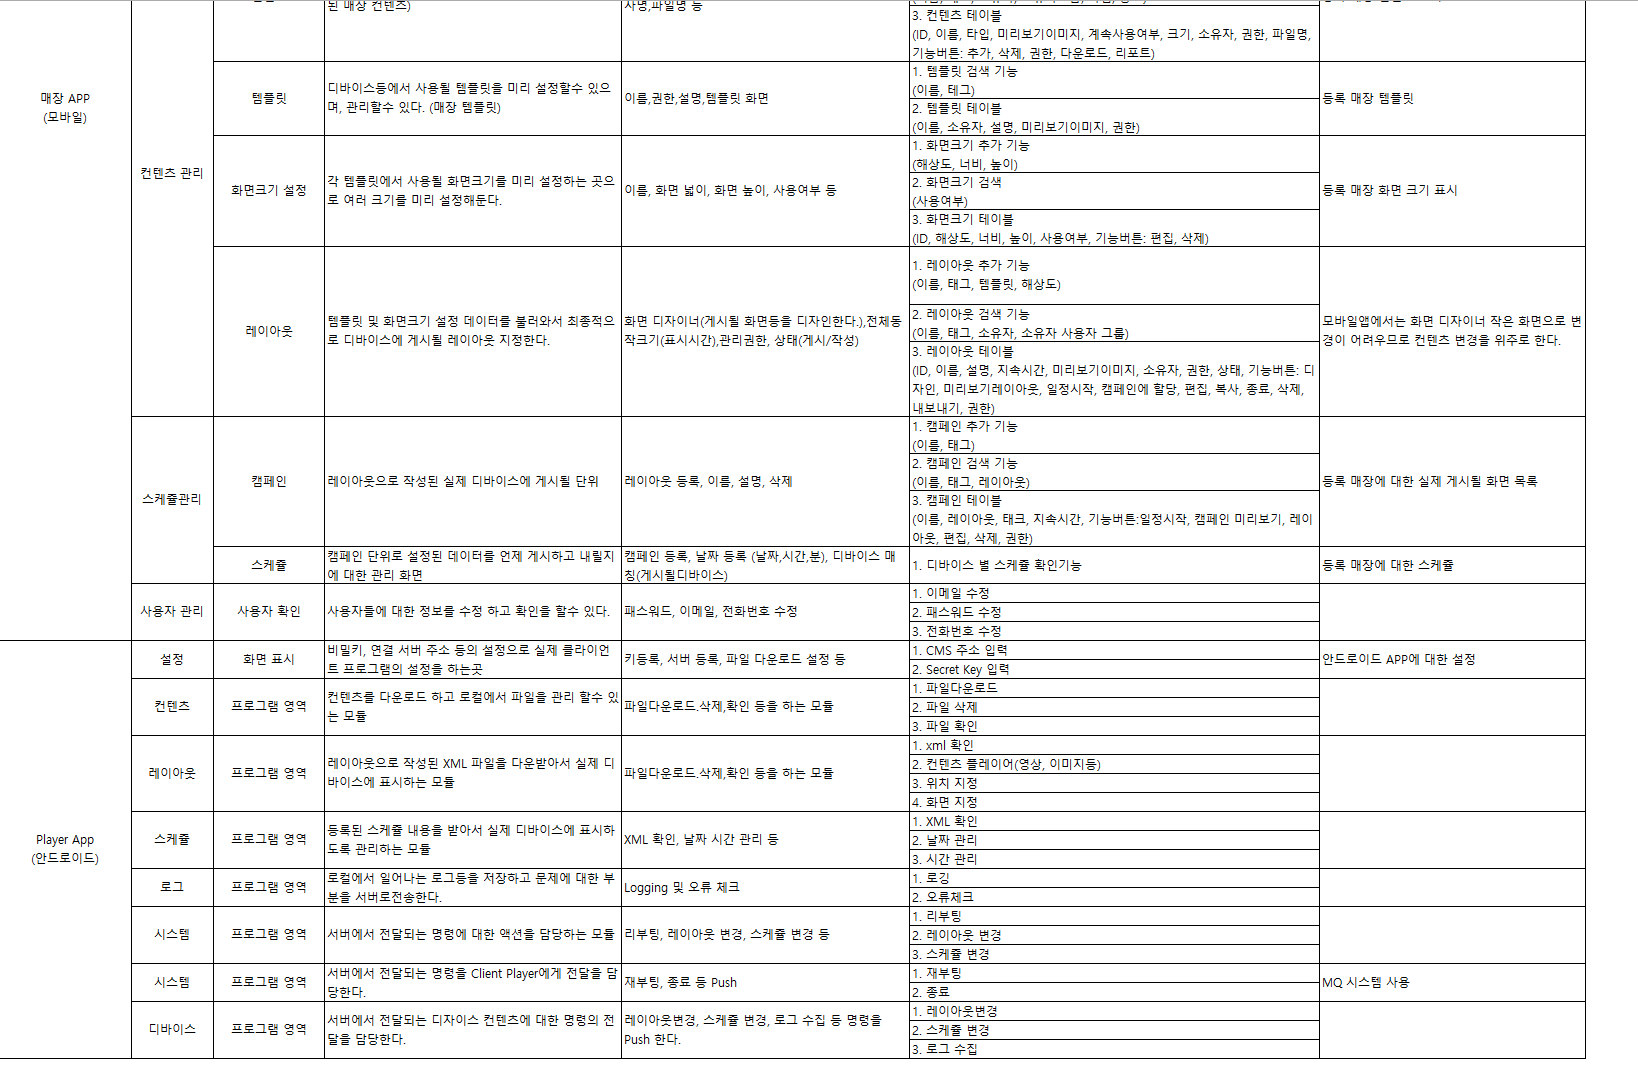 된 매장 컨텐츠)
사명,파일명 등
3. 컨텐츠 테이블
(ID, 이름, 타입, 미리보기이미지, 계속사용여부, 크기, 소유자, 권한, 파일명,
기능버튼: 추가, 삭제, 권한, 다운로드, 리포트)
매장 APP
(모바일)
컨텐츠 관리
템플릿
디바이스등에서 사용될 템플릿을 미리 설정할수 있으
며, 관리할수 있다. (매장 템플릿)
이름,권한,설명,템플릿 화면
1. 템플릿 검색 기능
(이름, 테그)
2. 템플릿 테이블
(이름, 소유자, 설명, 미리보기이미지, 권한)
등록 매장 템플릿
화면크기 설정
각 템플릿에서 사용될 화면크기를 미리 설정하는 곳으
로 여러 크기를 미리 설정해둔다.
이름, 화면 넓이, 화면 높이, 사용여부 등
1. 화면크기 추가 기능
(해상도, 너비, 높이)
2. 화면크기 검색
(사용여부)
3. 화면크기 테이블
(ID, 해상도, 너비, 높이, 사용여부, 기능버튼: 편집, 삭제)
등록 매장 화면 크기 표시
레이아웃
템플릿 및 화면크기 설정 데이터를 불러와서 최종적으
로 디바이스에 게시될 레이아웃 지정한다.
화면 디자이너(게시될 화면등을 디자인한다.),전체동
작크기(표시시간),관리권한, 상태(게시/작성)
1. 레이아웃 추가 기능
(이름, 태그, 템플릿, 해상도)
2. 레이아웃 검색 기능
(이름, 태그, 소유자, 소유자 사용자 그룹)
3. 레이아웃 테이블
(ID, 이름, 설명, 지속시간, 미리보기이미지, 소유자, 권한, 상태, 기능버튼: 디
자인, 미리보기레이아웃, 일정시작, 캠페인에 할당, 편집, 복사, 종료, 삭제,
내보내기, 권한)
모바일앱에서는 화면 디자이너 작은 화면으로 변
경이 어려우므로 컨텐츠 변경을 위주로 한다.
스케쥴관리
캠페인
레이아웃으로 작성된 실제 디바이스에 게시될 단위
레이아웃 등록, 이름, 설명, 삭제
1. 캠페인 추가 기능
(이름, 태그)
2. 캠페인 검색 기능
(이름, 태그, 레이아웃)
3. 캠페인 테이블
(이름, 레이아웃, 태크, 지속시간, 기능버튼:일정시작, 캠페인 미리보기, 레이
아웃, 편집, 삭제, 권한)
등록 매장에 대한 실제 게시될 화면 목록
스케쥴
캠페인 단위로 설정된 데이터를 언제 게시하고 내릴지
에 대한 관리 화면
캠페인 등록, 날짜 등록 (날짜,시간,분), 디바이스 매
칭(게시될디바이스)
1. 디바이스 별 스케쥴 확인기능
등록 매장에 대한 스케쥴
사용자 관리
사용자 확인
사용자들에 대한 정보를 수정 하고 확인을 할수 있다.
패스워드, 이메일, 전화번호 수정
1. 이메일 수정
2. 패스워드 수정
3. 전화번호 수정
Player App
(안드로이드)
설정
화면 표시
비밀키, 연결 서버 주소 등의 설정으로 실제 클라이언
트 프로그램의 설정을 하는곳
키등록, 서버 등록, 파일 다운로드 설정 등
1. CMS 주소 입력
2. Secret Key 입력
안드로이드 APP에 대한 설정
컨텐츠
프로그램 영역
컨텐츠를 다운로드 하고 로컬에서 파일을 관리 할수 있
는 모듈
파일다운로드.삭제,확인 등을 하는 모듈
1. 파일다운로드
2. 파일 삭제
3. 파일 확인
레이아웃
프로그램 영역
레이아웃으로 작성된 XML 파일을 다운받아서 실제 디
바이스에 표시하는 모듈
파일다운로드.삭제,확인 등을 하는 모듈
1. xml 확인
2. 컨텐츠 플레이어(영상, 이미지등)
3. 위치 지정
4. 화면 지정
스케쥴
프로그램 영역
등록된 스케쥴 내용을 받아서 실제 디바이스에 표시하
도록 관리하는 모듈
XML 확인, 날짜 시간 관리 등
1. XML 확인
2. 날짜 관리
3. 시간 관리
로그
프로그램 영역
로컬에서 일어나는 로그등을 저장하고 문제에 대한 부
분을 서버로전송한다.
Logging 및 오류 체크
1. 로깅
2. 오류체크
시스템
프로그램 영역
서버에서 전달되는 명령에 대한 액션을 담당하는 모듈
리부팅, 레이아웃 변경, 스케쥴 변경 등
1. 리부팅
2. 레이아웃 변경
3. 스케쥴 변경
시스템
프로그램 영역
서버에서 전달되는 명령을 Client Player에게 전달을 담
당한다.
재부팅, 종료 등 Push
1. 재부팅
2. 종료
MQ 시스템 사용
디바이스
프로그램 영역
서버에서 전달되는 디자이스 컨텐츠에 대한 명령의 전
달을 담당한다.
레이아웃변경, 스케쥴 변경, 로그 수집 등 명령을
Push 한다.
1. 레이아웃변경
2. 스케쥴 변경
3. 로그 수집